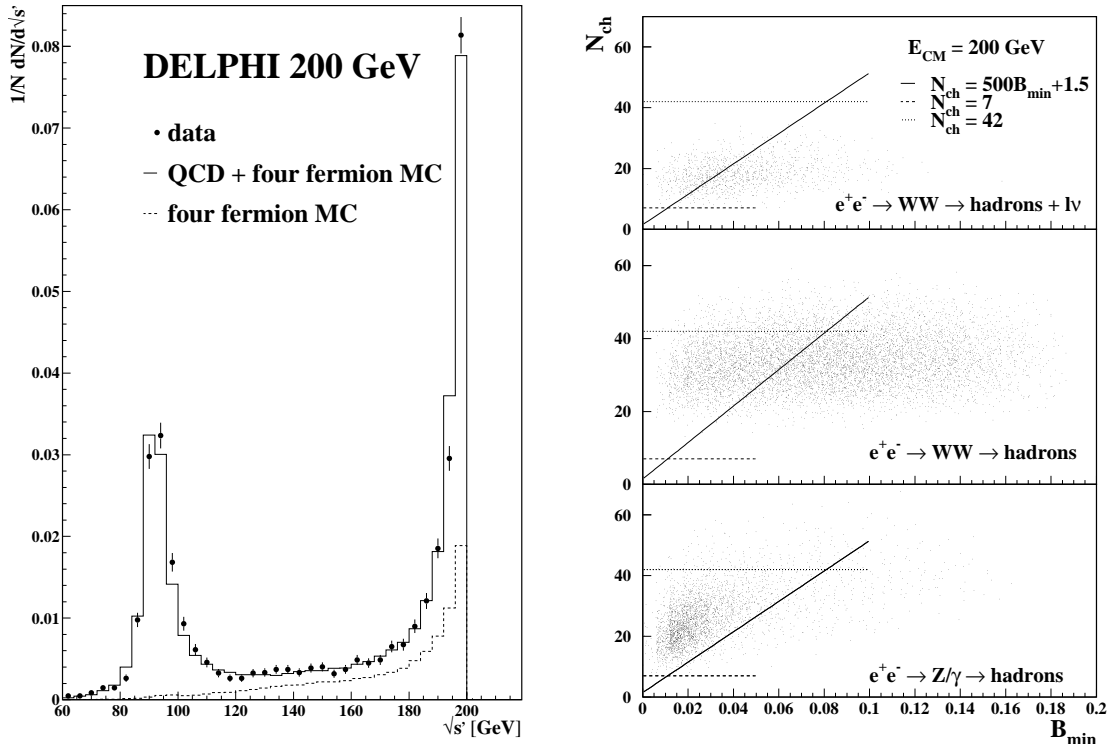 DELPHI 200 GeV
data
QCD + four fermion MC
four fermion MC
1/N dN/d√s'
0.08
0.07
0.06
0.05
0.04
0.03
0.02
0.01
0
60 80 100 120 140 160 180 200
√s' [GeV]
N_ch
E_CM = 200 GeV
N_ch = 500B_min+1.5
N_ch = 7
N_ch = 42
60
40
20
0
e⁺e⁻ → WW → hadrons + lν
60
40
20
0
e⁺e⁻ → WW → hadrons
60
40
20
0
e⁺e⁻ → Z/γ → hadrons
0 0.02 0.04 0.06 0.08 0.1 0.12 0.14 0.16 0.18 0.2
B_min